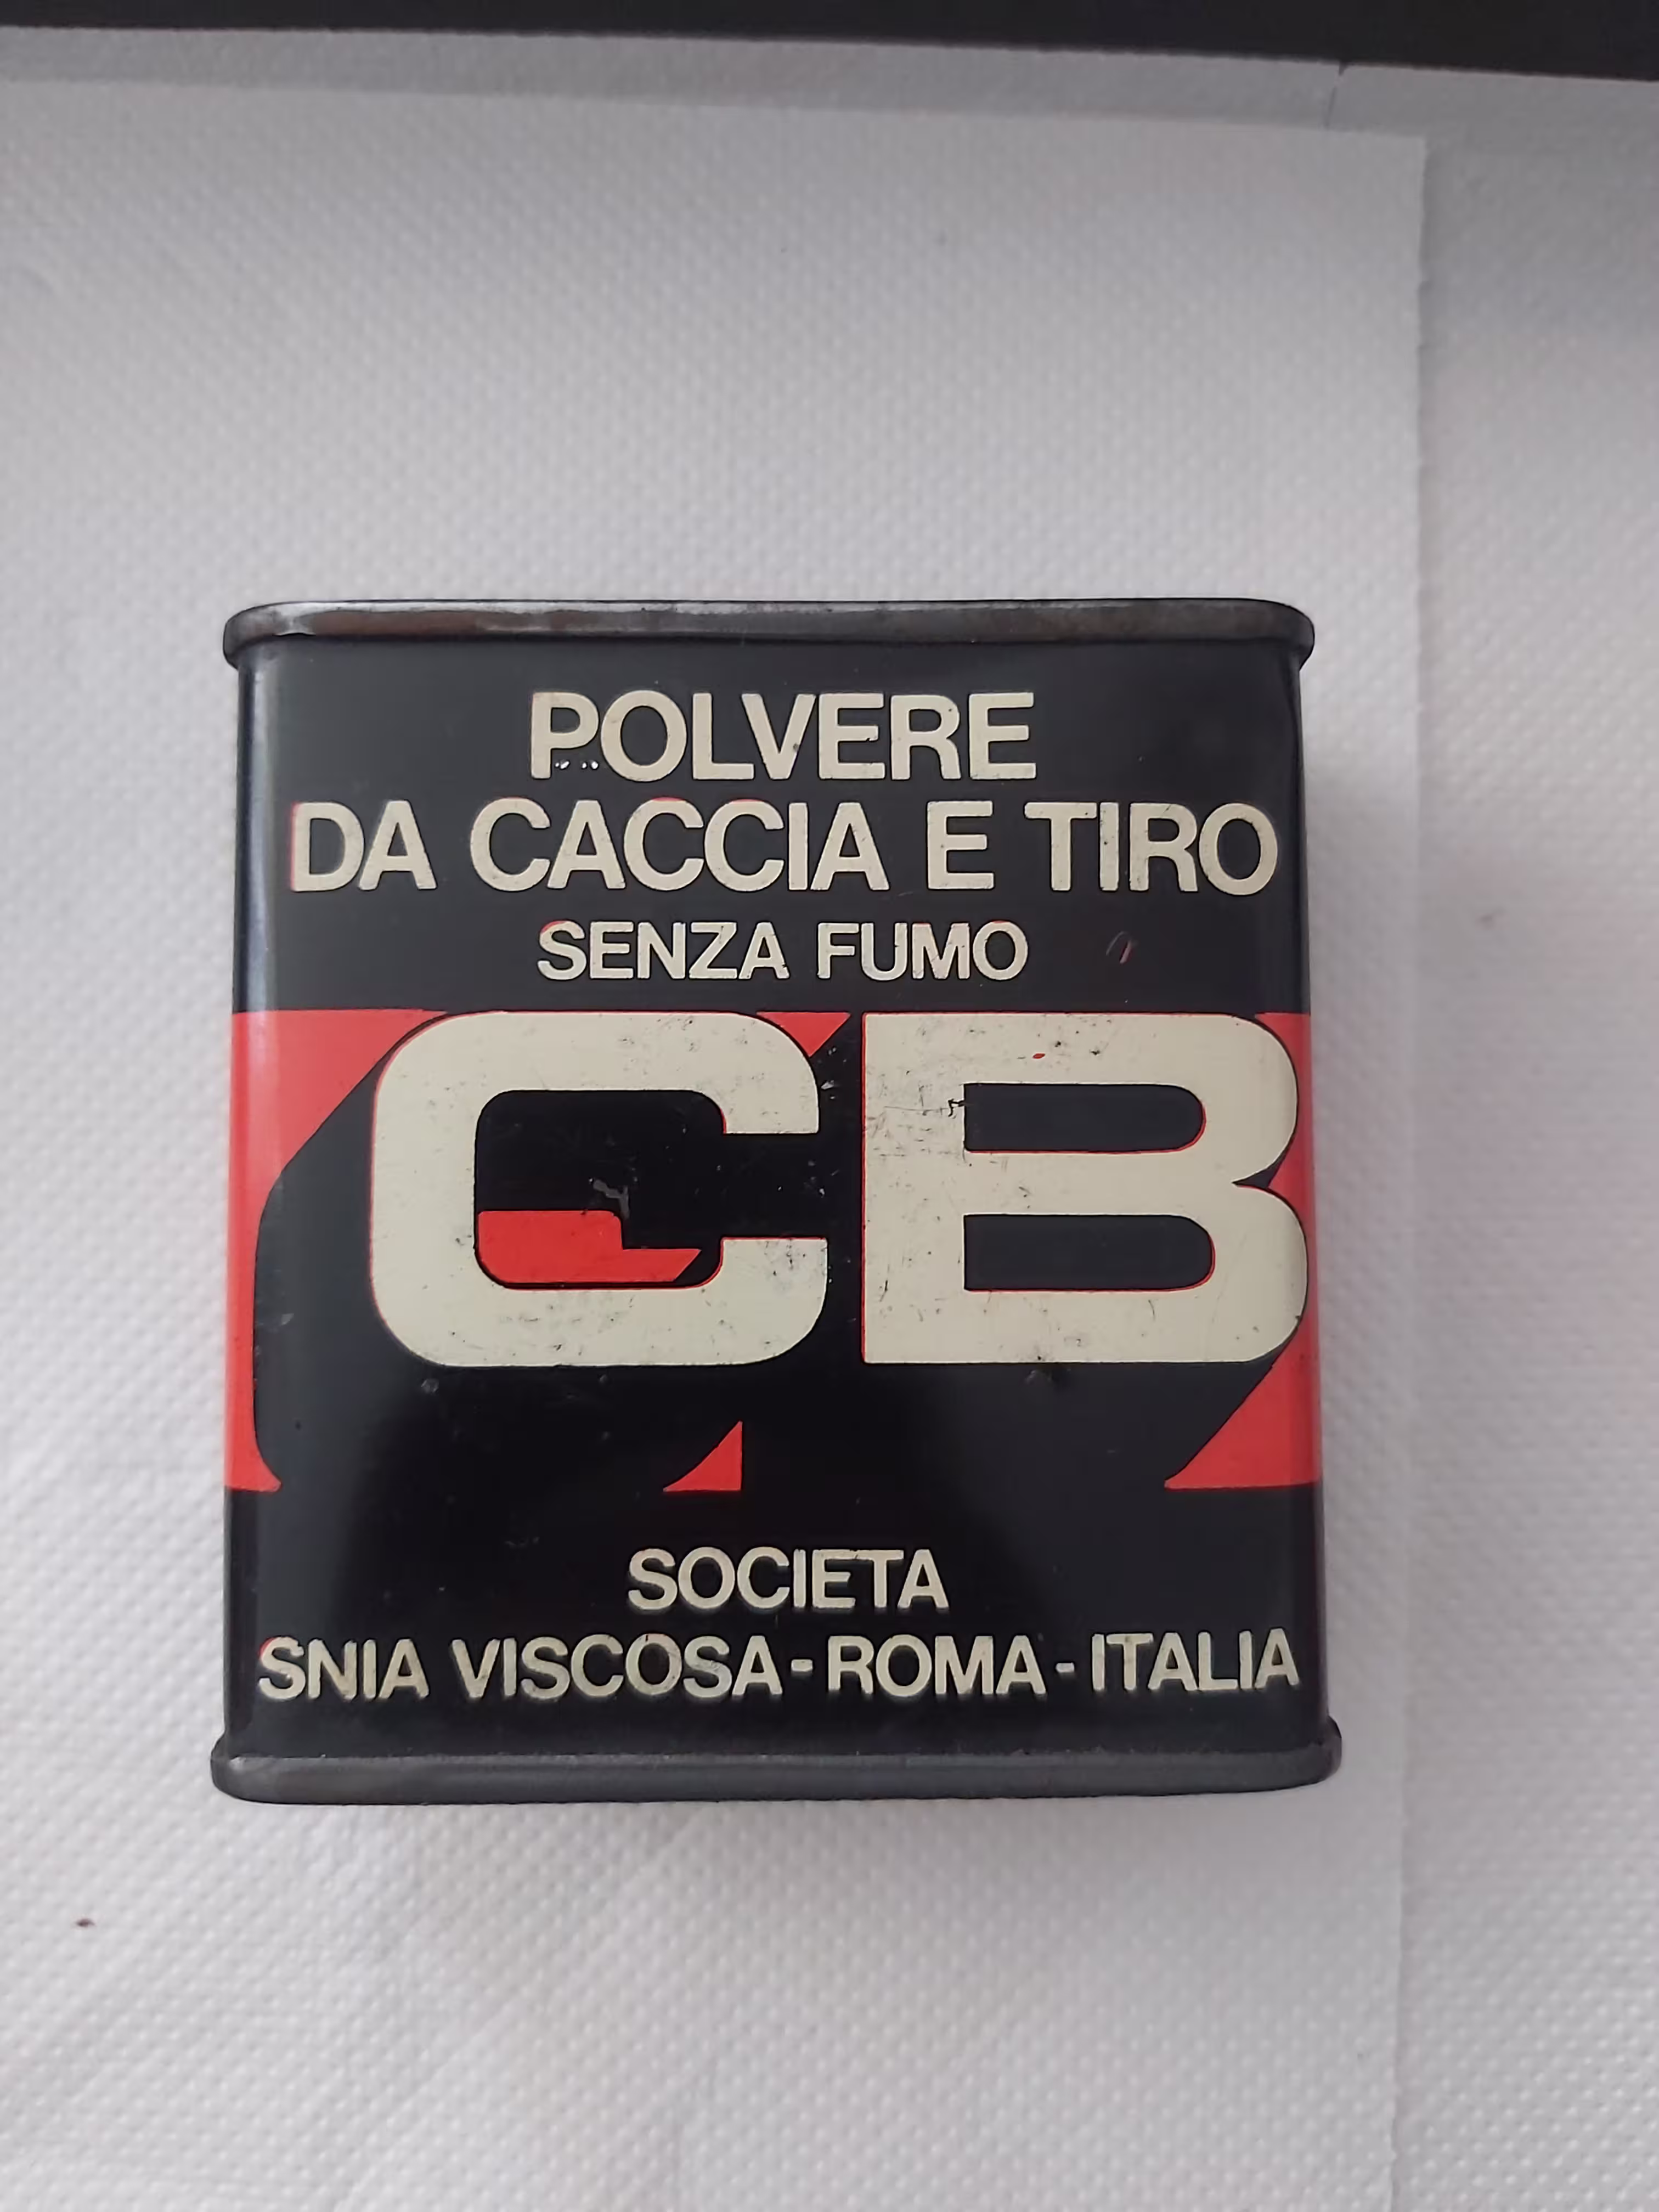 POLVERE
DA CACCIA E TIRO
SENZA FUMO
CB
SOCIETA
SNIA VISCOSA-ROMA-ITALIA